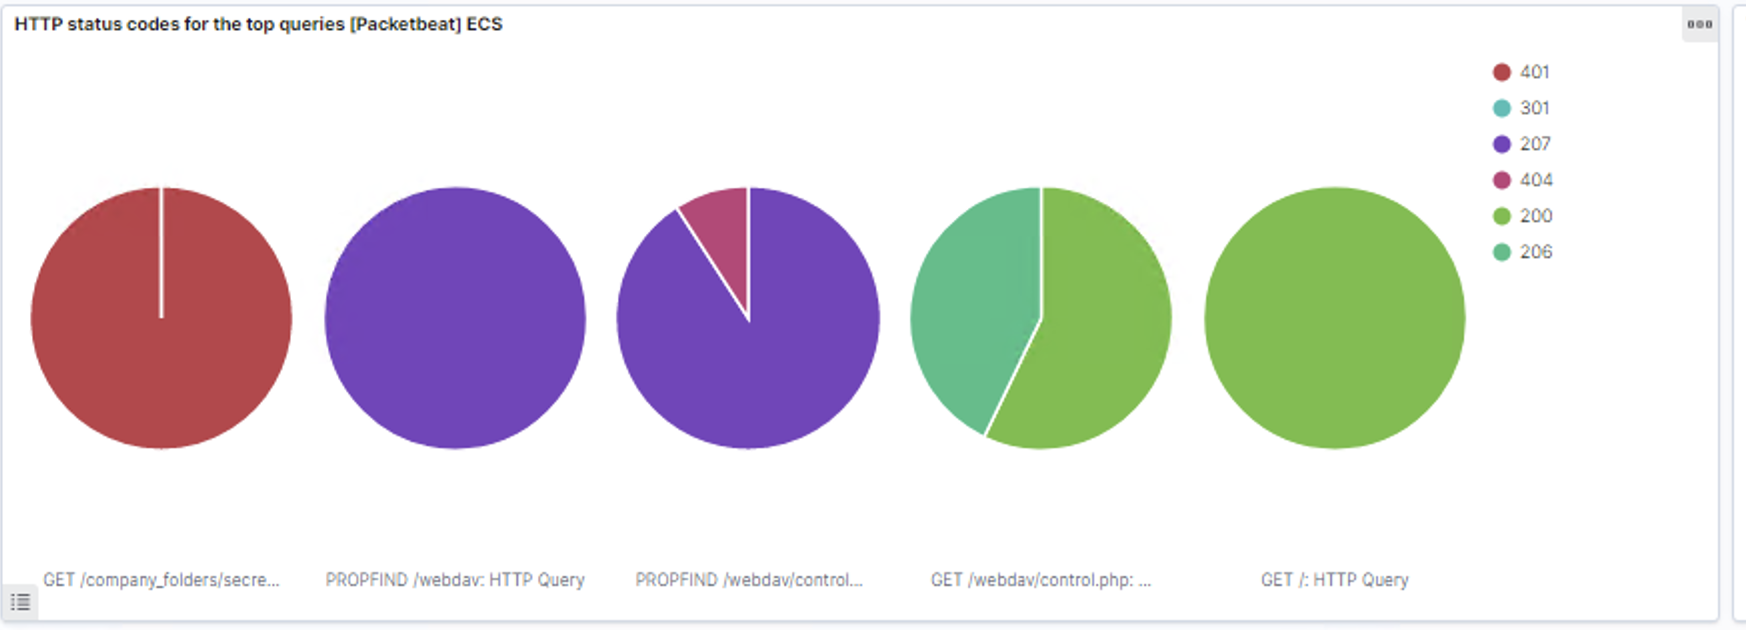 HTTP status codes for the top queries [Packetbeat] ECS
401
301
207
404
200
206
GET /company_folders/secre...
PROPFIND /webdav: HTTP Query
PROPFIND /webdav/control...
GET /webdav/control.php: ...
GET /: HTTP Query